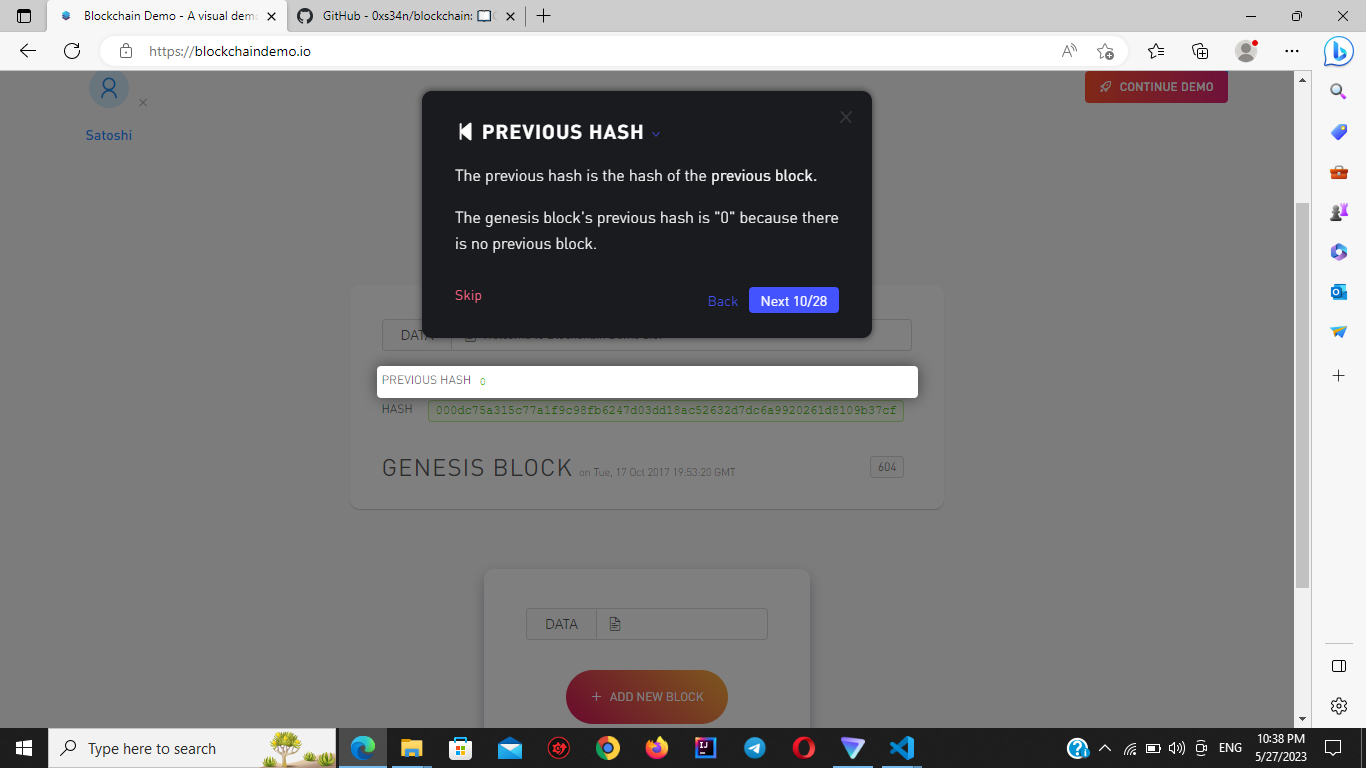 Blockchain Demo - A visual demo
GitHub - 0xs34n/blockchain:
https://blockchaindemo.io
Satoshi
CONTINUE DEMO
PREVIOUS HASH
The previous hash is the hash of the previous block.
The genesis block's previous hash is "0" because there
is no previous block.
Skip
Back
Next 10/28
DATA
PREVIOUS HASH 0
HASH 000dc75a315c77a1f9c98fb6247d03dd18ac52632d7dc6a9920261d8109b37cf
GENESIS BLOCK on Tue, 17 Oct 2017 19:53:20 GMT
604
DATA
+ ADD NEW BLOCK
Type here to search
ENG
10:38 PM
5/27/2023